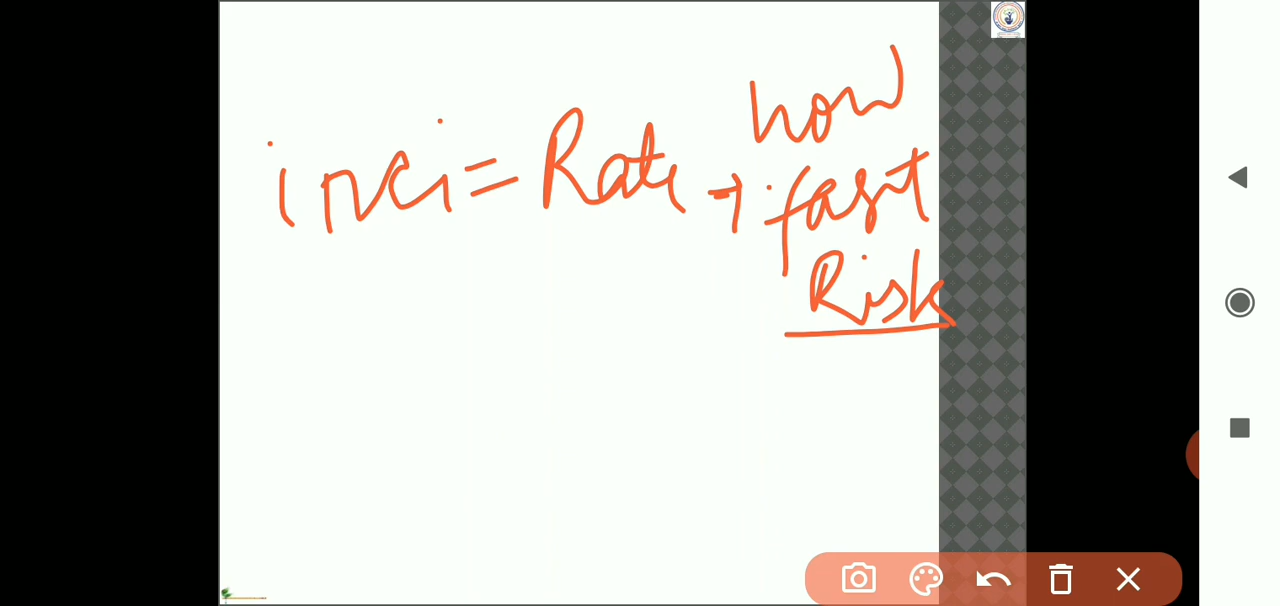 inci = Rate → how
fast
Risk